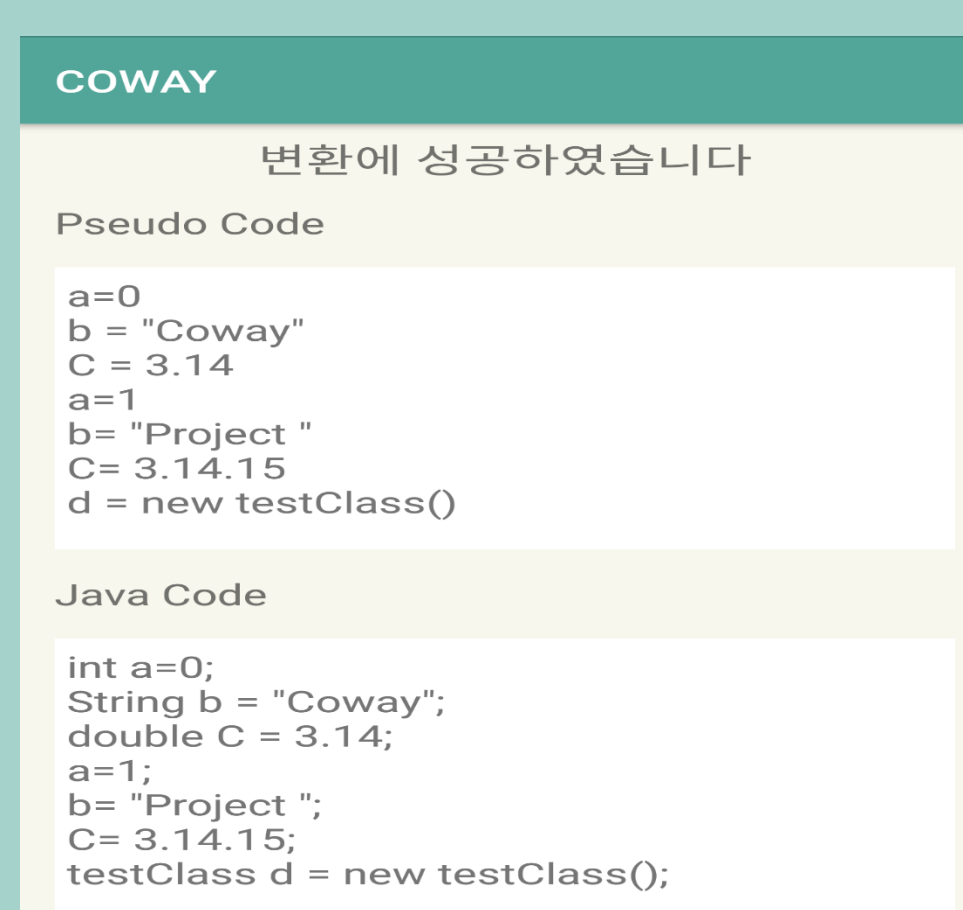 COWAY
변환에 성공하였습니다
Pseudo Code
a=0
b = "Coway"
C = 3.14
a=1
b= "Project "
C= 3.14.15
d = new testClass()
Java Code
int a=0;
String b = "Coway";
double C = 3.14;
a=1;
b= "Project ";
C= 3.14.15;
testClass d = new testClass();